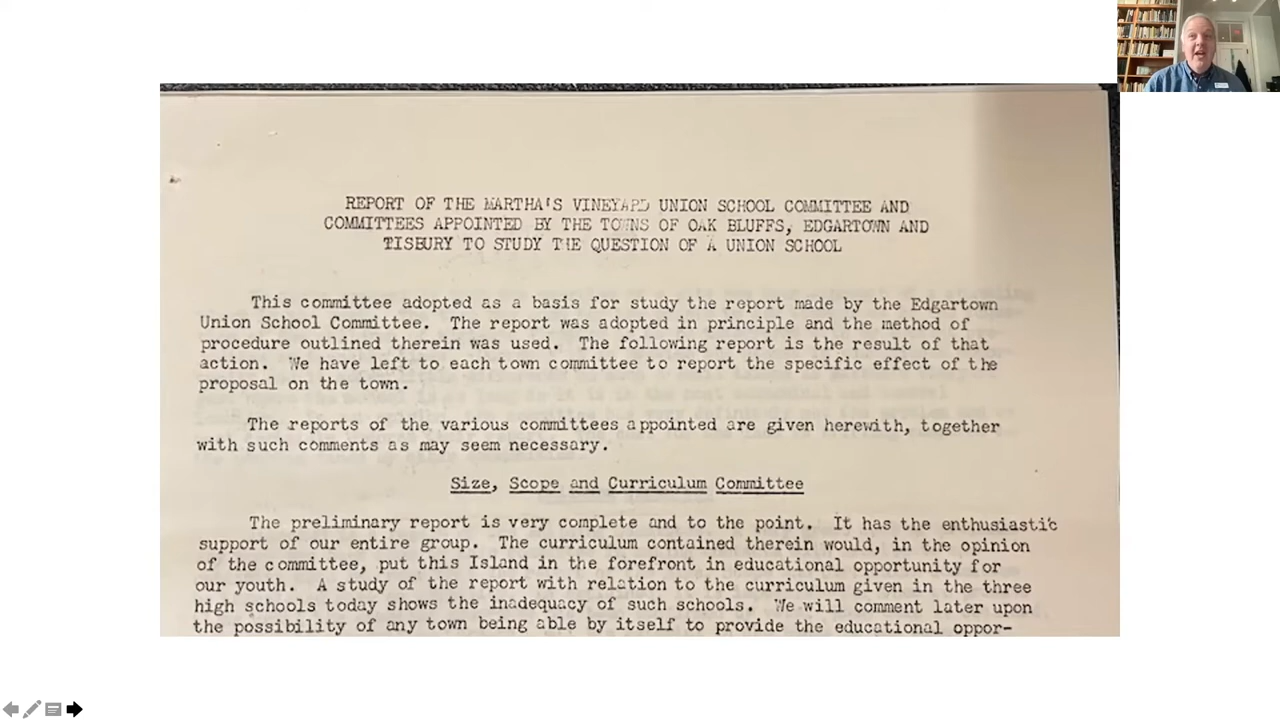 REPORT OF THE MARTHA'S VINEYARD UNION SCHOOL COMMITTEE AND
COMMITTEES APPOINTED BY THE TOWNS OF OAK BLUFFS, EDGARTOWN AND
TISBURY TO STUDY THE QUESTION OF A UNION SCHOOL
This committee adopted as a basis for study the report made by the Edgartown
Union School Committee. The report was adopted in principle and the method of
procedure outlined therein was used. The following report is the result of that
action. We have left to each town committee to report the specific effect of the
proposal on the town.
The reports of the various committees appointed are given herewith, together
with such comments as may seem necessary.
Size, Scope and Curriculum Committee
The preliminary report is very complete and to the point. It has the enthusiastic
support of our entire group. The curriculum contained therein would, in the opinion
of the committee, put this Island in the forefront in educational opportunity for
our youth. A study of the report with relation to the curriculum given in the three
high schools today shows the inadequacy of such schools. We will comment later upon
the possibility of any town being able by itself to provide the educational oppor-